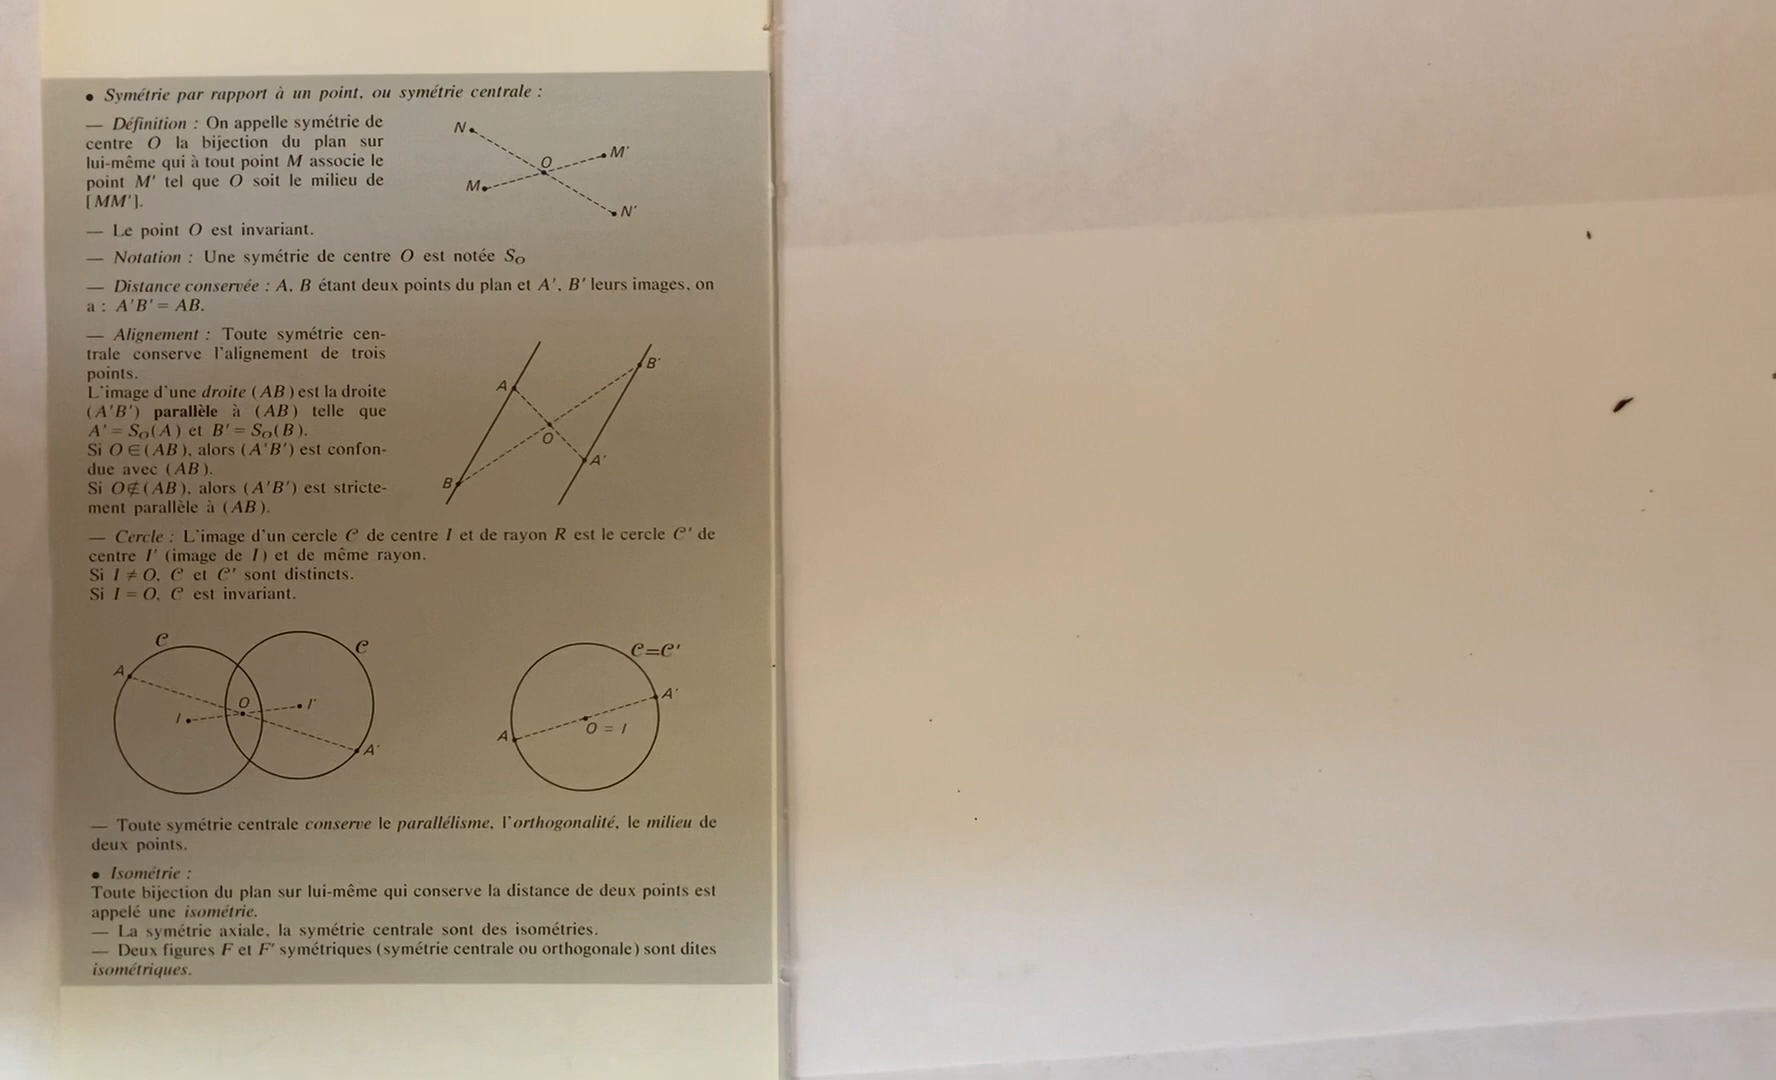 • Symétrie par rapport à un point, ou symétrie centrale :
— Définition : On appelle symétrie de
centre O la bijection du plan sur
lui-même qui à tout point M associe le
point M' tel que O soit le milieu de
[MM'].
N
O
M'
M
N'
— Le point O est invariant.
— Notation : Une symétrie de centre O est notée S_O
— Distance conservée : A, B étant deux points du plan et A', B' leurs images, on
a : A'B' = AB.
— Alignement : Toute symétrie cen-
trale conserve l'alignement de trois
points.
L'image d'une droite (AB) est la droite
(A'B') parallèle à (AB) telle que
A' = S_O(A) et B' = S_O(B).
Si O ∈ (AB), alors (A'B') est confon-
due avec (AB).
Si O ∉ (AB), alors (A'B') est stricte-
ment parallèle à (AB).
B'
A
O
A'
B
— Cercle : L'image d'un cercle 𝒞 de centre I et de rayon R est le cercle 𝒞' de
centre I' (image de I) et de même rayon.
Si I ≠ O, 𝒞 et 𝒞' sont distincts.
Si I = O, 𝒞 est invariant.
𝒞
𝒞
A
O
I'
I
A'
𝒞=𝒞'
A'
O = I
A
— Toute symétrie centrale conserve le parallélisme, l'orthogonalité, le milieu de
deux points.
• Isométrie :
Toute bijection du plan sur lui-même qui conserve la distance de deux points est
appelé une isométrie.
— La symétrie axiale, la symétrie centrale sont des isométries.
— Deux figures F et F' symétriques (symétrie centrale ou orthogonale) sont dites
isométriques.